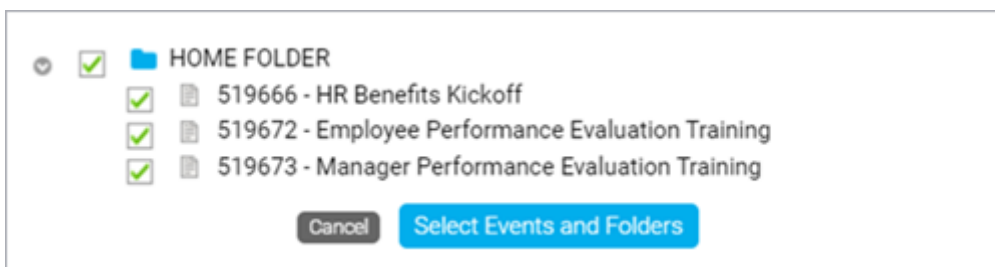 HOME FOLDER
519666 - HR Benefits Kickoff
519672 - Employee Performance Evaluation Training
519673 - Manager Performance Evaluation Training
Cancel Select Events and Folders